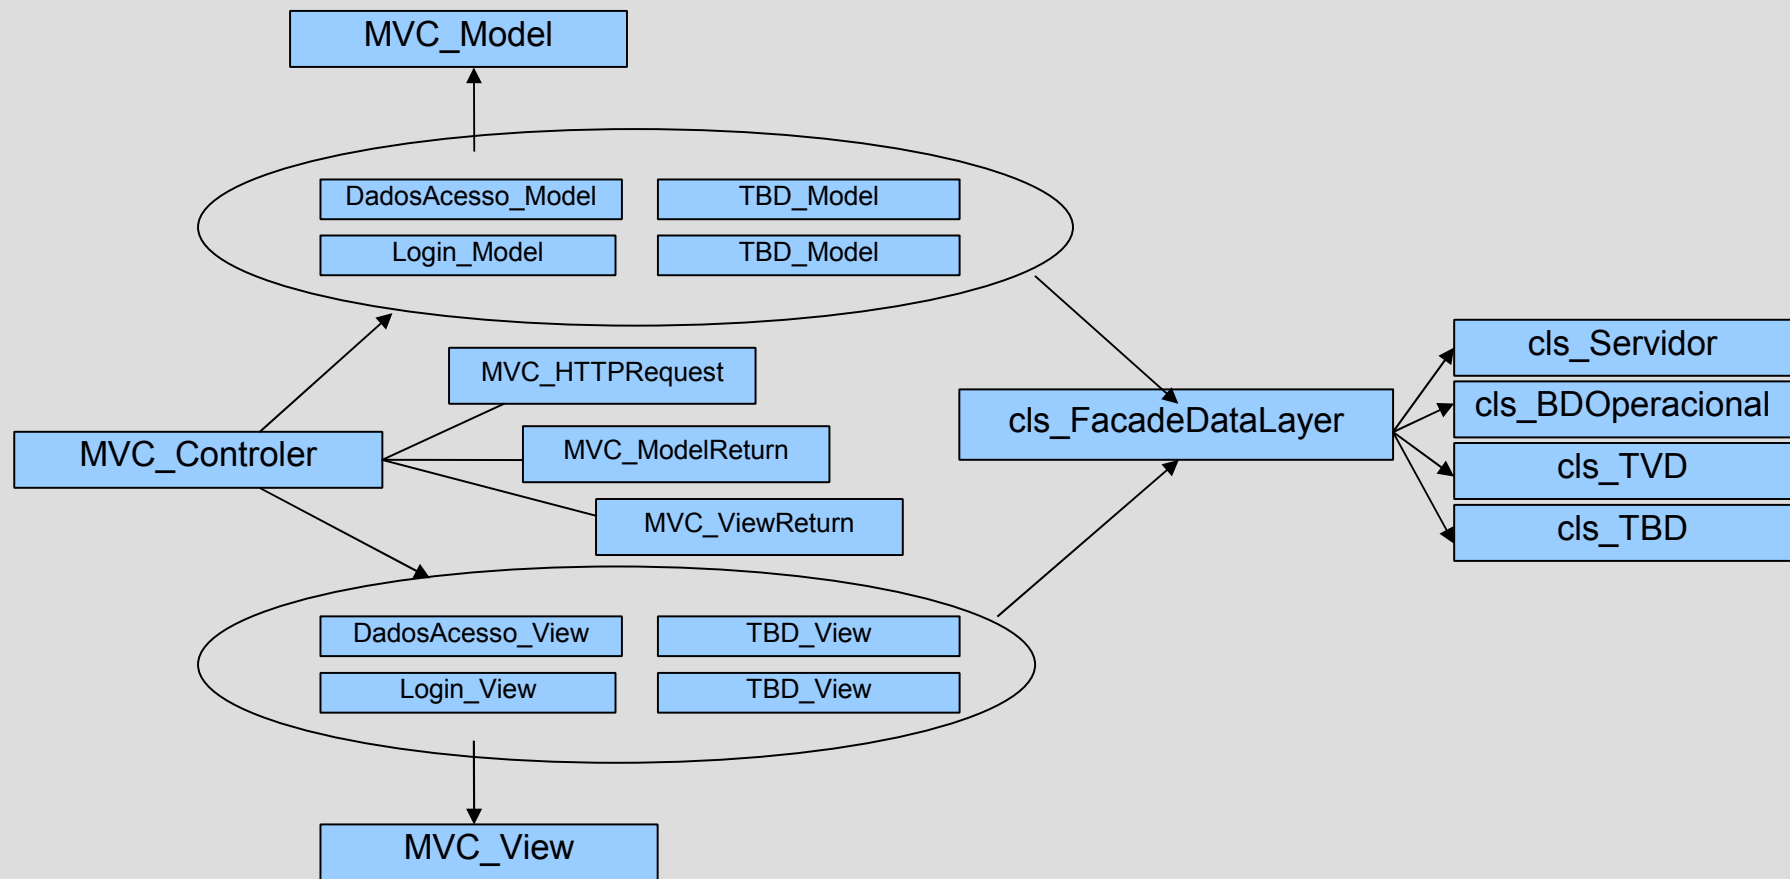 MVC_Model
DadosAcesso_Model
TBD_Model
Login_Model
TBD_Model
MVC_HTTPRequest
MVC_ModelReturn
MVC_ViewReturn
MVC_Controler
cls_FacadeDataLayer
cls_Servidor
cls_BDOperacional
cls_TVD
cls_TBD
DadosAcesso_View
TBD_View
Login_View
TBD_View
MVC_View